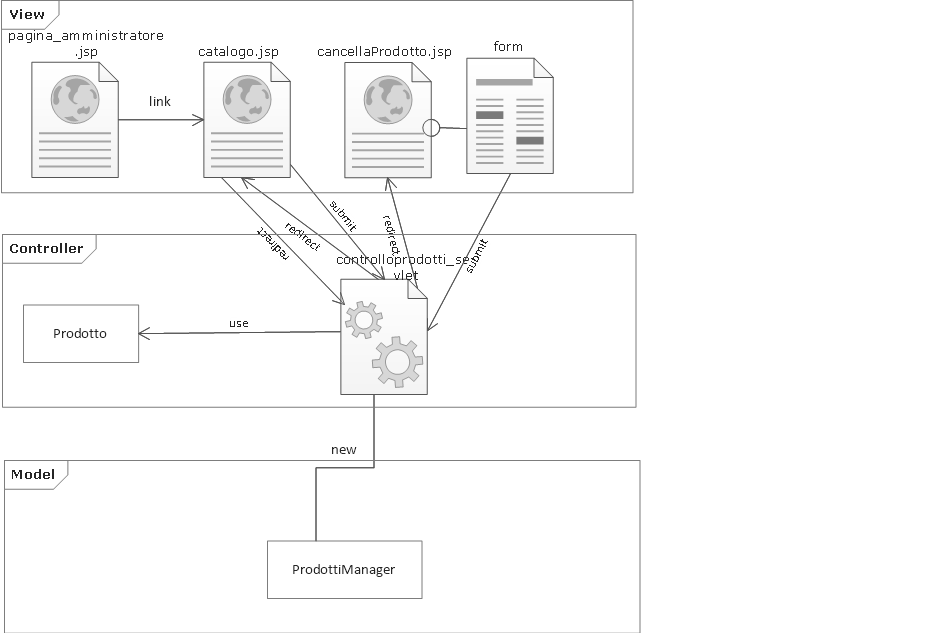 View
pagina_amministratore
.jsp
catalogo.jsp
cancellaProdotto.jsp
form
link
submit
redirect
redirect
redirect
submit
Controller
controlloprodotti_se
vlet
Prodotto
use
new
Model
ProdottiManager